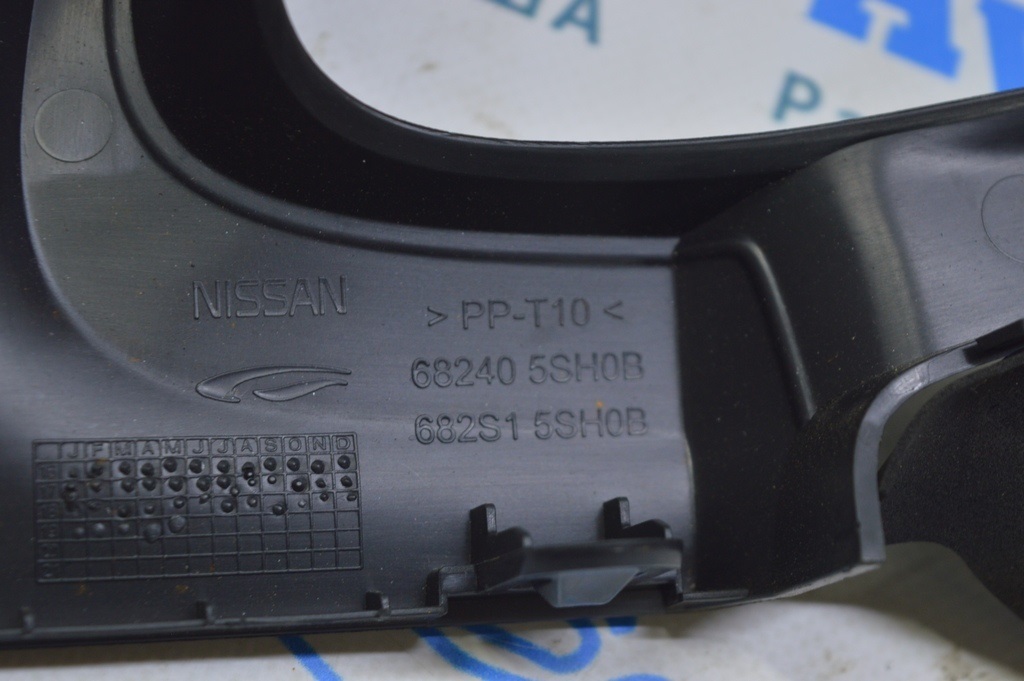 NISSAN
> PP-T10 <
68240 5SH0B
682S1 5SH0B
J F M A M J J A S O N D